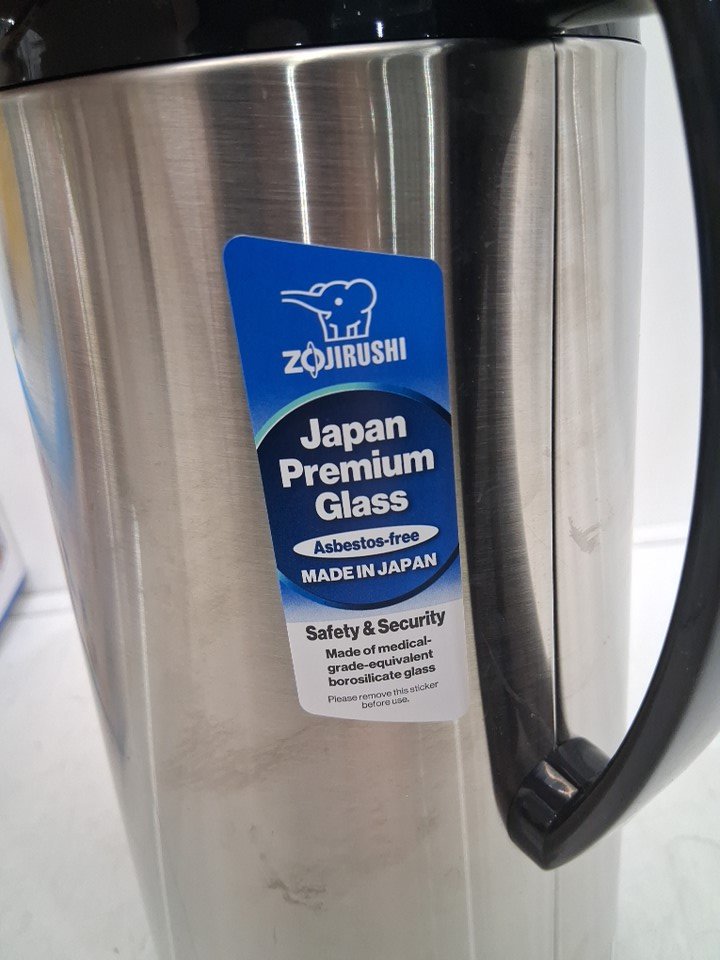 ZOJIRUSHI
Japan
Premium
Glass
Asbestos-free
MADE IN JAPAN
Safety & Security
Made of medical-
grade-equivalent
borosilicate glass
Please remove this sticker
before use.